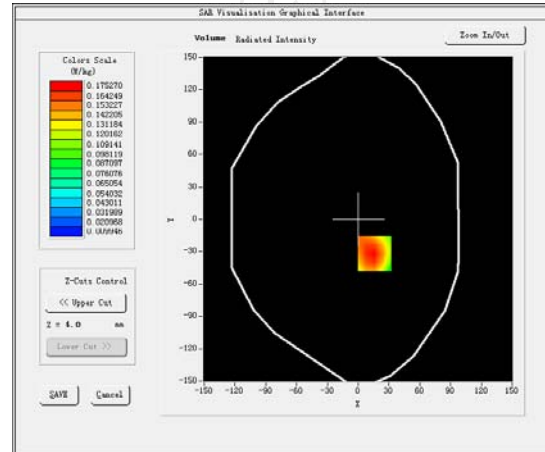 SAR Visualisation Graphical Interface
Volume Radiated Intensity
Zoom In/Out
Colors Scale
(W/kg)
0.175270
0.164249
0.153227
0.142205
0.131184
0.120162
0.109141
0.098119
0.087097
0.076076
0.065054
0.054032
0.043011
0.031989
0.020968
0.009946
Z-Cuts Control
<< Upper Cut
Z = 4.0 mm
Lower Cut >>
SAVE Cancel
150
120
90
60
30
0
-30
-60
-90
-120
-150
Y
-150 -120 -90 -60 -30 0 30 60 90 120 150
X